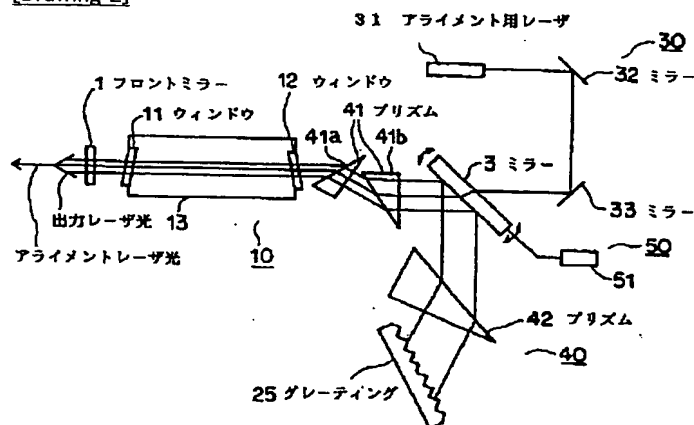 31 アライメント用レーザ
30
32 ミラー
1 フロントミラー
12 ウィンドウ
11 ウィンドウ
41 プリズム
41a
41b
3 ミラー
33 ミラー
出力レーザ光
13
アライメントレーザ光
10
50
51
42 プリズム
40
25 グレーティング